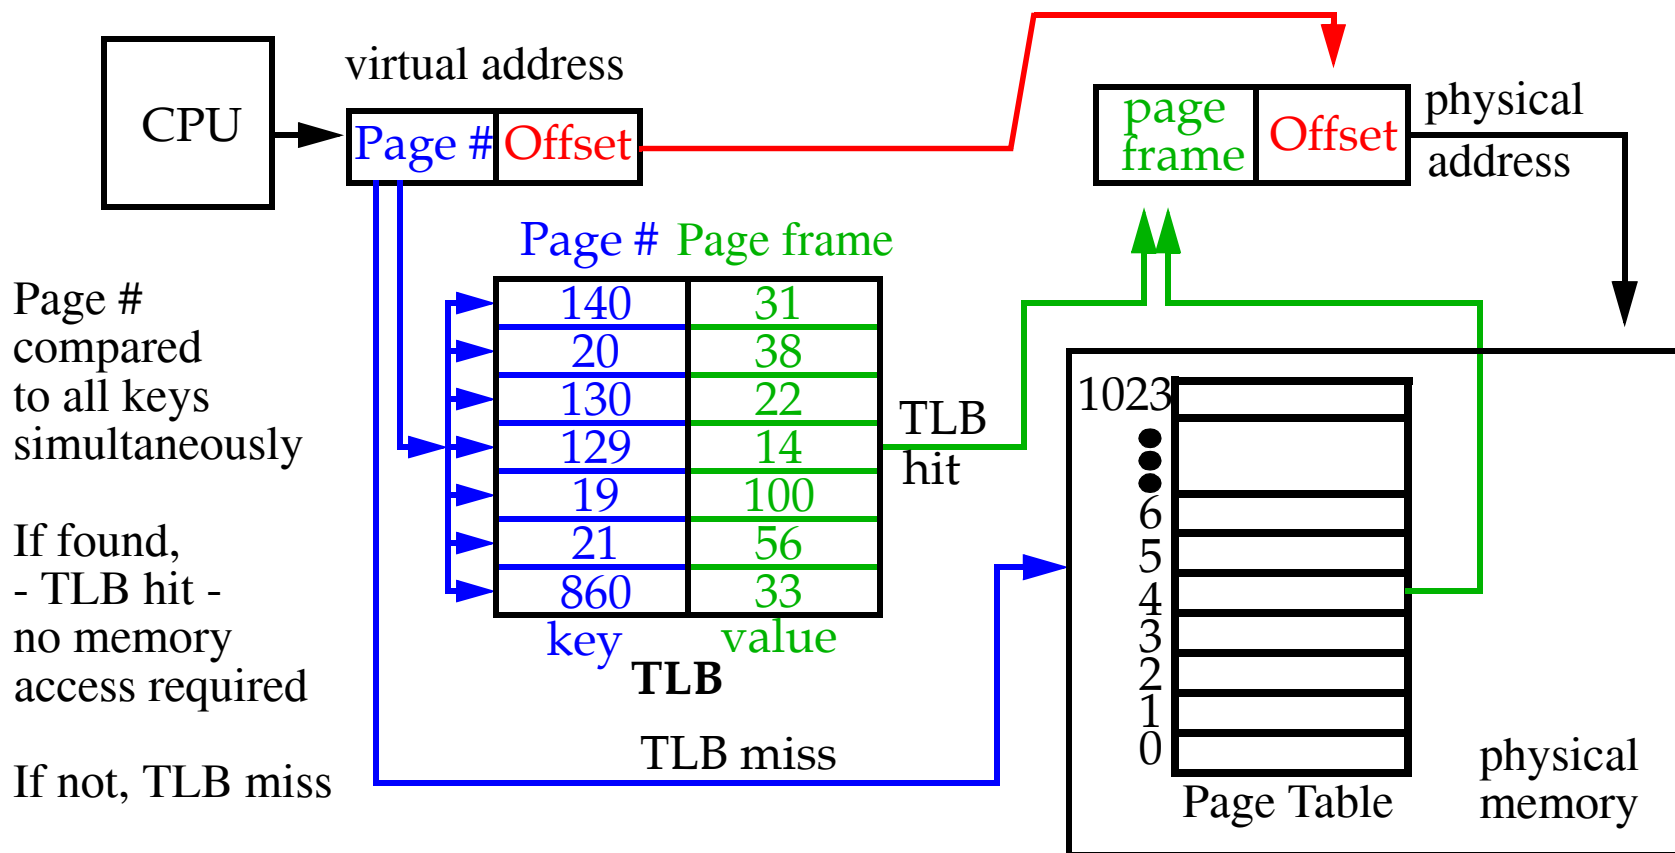 CPU
virtual address
Page # Offset
page
frame
Offset
physical
address
Page #
compared
to all keys
simultaneously
If found,
- TLB hit -
no memory
access required
If not, TLB miss
Page # Page frame
140 31
20 38
130 22
129 14
19 100
21 56
860 33
key value
TLB
TLB
hit
TLB miss
1023
6
5
4
3
2
1
0
Page Table
physical
memory